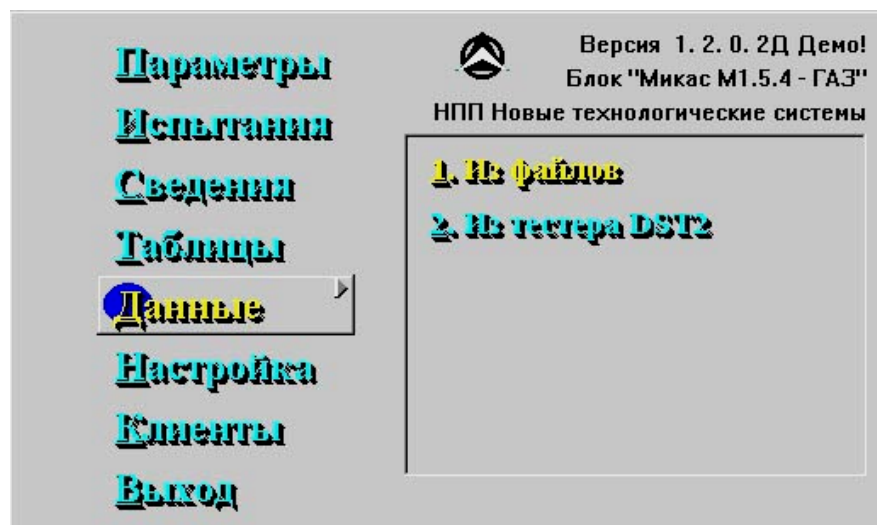 Параметры
Испытания
Сведения
Таблицы
Данные
Настройка
Клиенты
Выход
Версия 1. 2. 0. 2Д Демо!
Блок "Микас М1.5.4 - ГАЗ"
НПП Новые технологические системы
1. Из файлов
2. Из тестера DST2